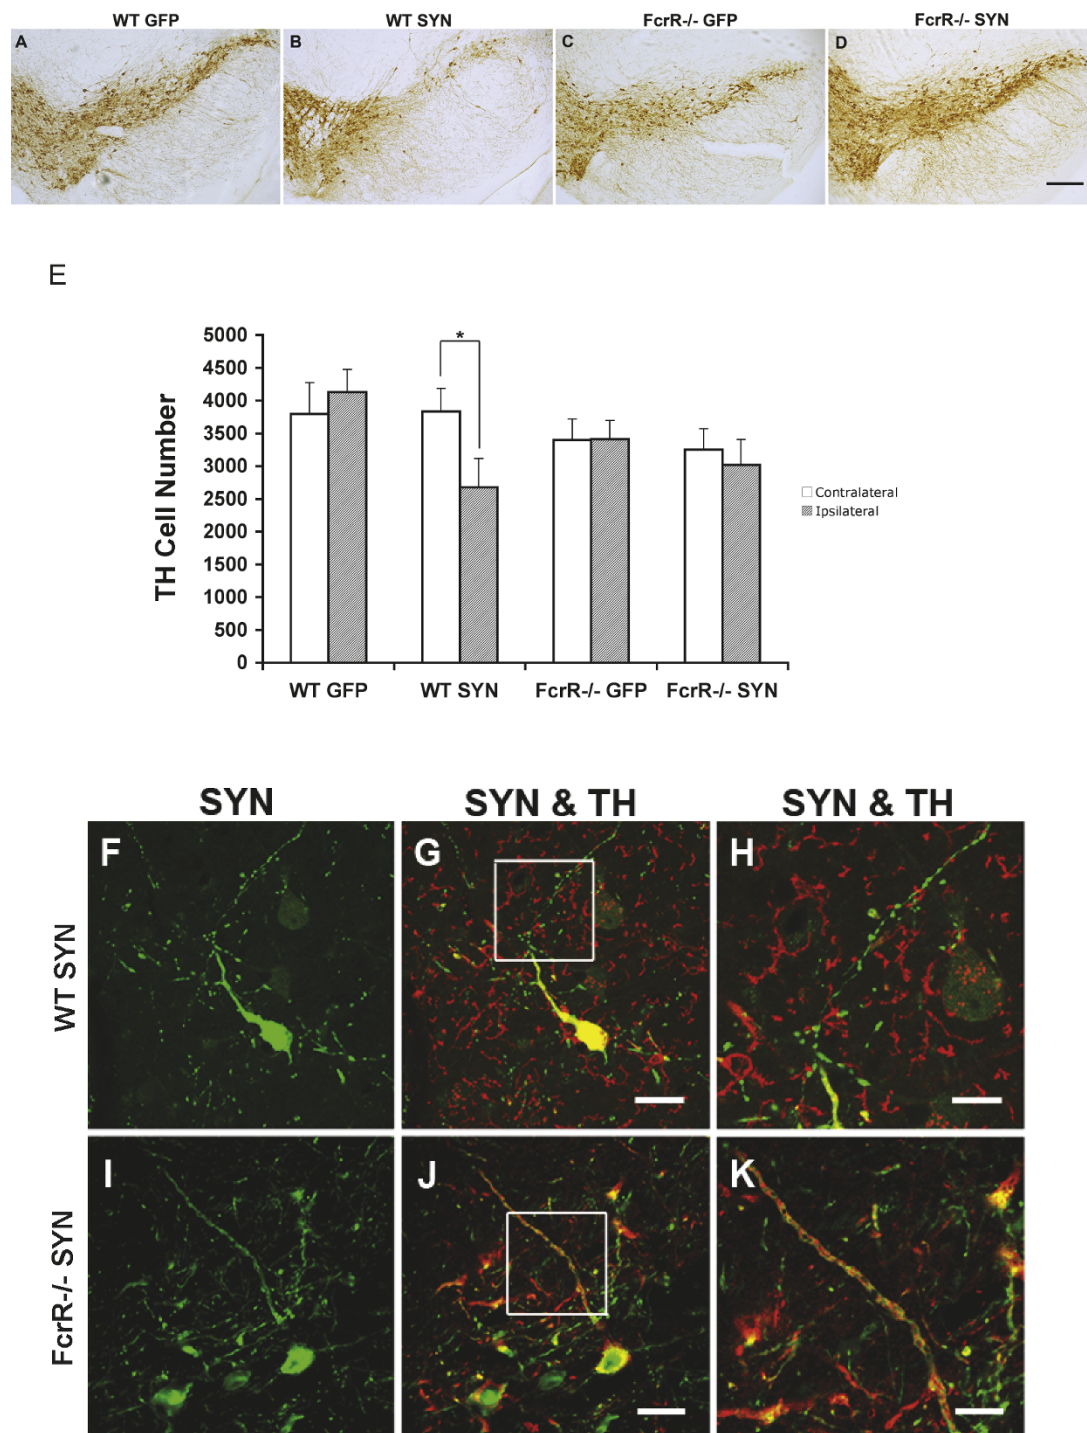 WT GFP WT SYN FcrR-/- GFP FcrR-/- SYN
A B C D
E
5000
4500
4000
3500
3000
2500
2000
1500
1000
500
0
TH Cell Number
*
Contralateral
Ipsilateral
WT GFP WT SYN FcrR-/- GFP FcrR-/- SYN
SYN SYN & TH SYN & TH
WT SYN
F G H
FcrR-/- SYN
I J K